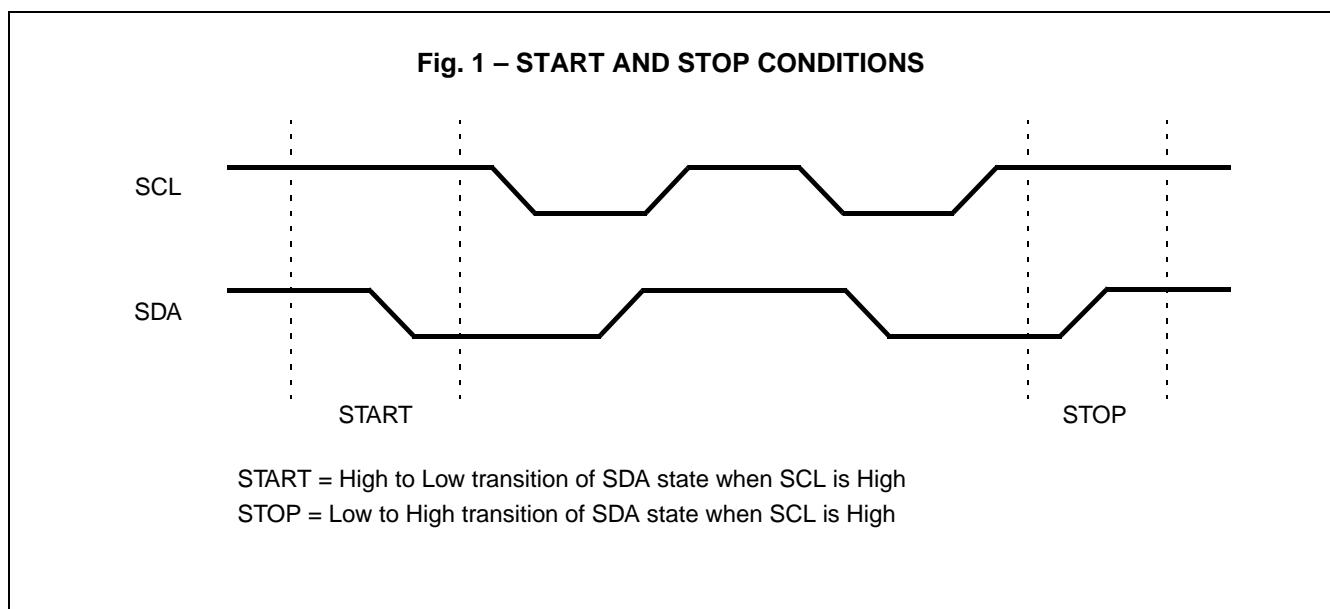 Fig. 1 – START AND STOP CONDITIONS
SCL
SDA
START
STOP
START = High to Low transition of SDA state when SCL is High
STOP = Low to High transition of SDA state when SCL is High